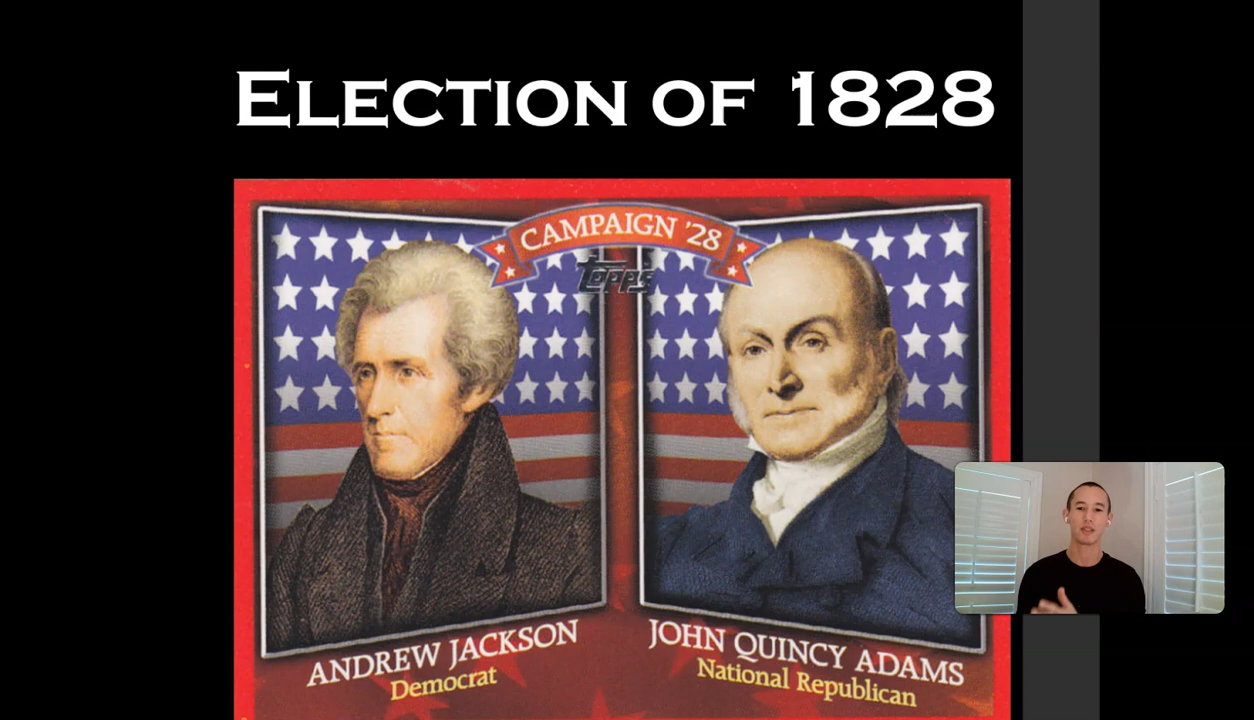 ELECTION OF 1828
CAMPAIGN '28
Topps
ANDREW JACKSON
Democrat
JOHN QUINCY ADAMS
National Republican